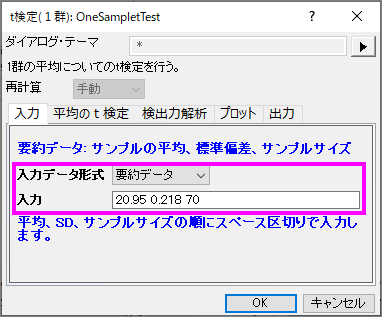 t検定(1群): OneSampletTest
ダイアログ・テーマ
*
1群の平均についてのt検定を行う。
再計算 手動
入力 平均のt検定 検出力解析 プロット 出力
要約データ: サンプルの平均、標準偏差、サンプルサイズ
入力データ形式 要約データ
入力 20.95 0.218 70
平均、SD、サンプルサイズの順にスペース区切りで入力し
ます。
OK キャンセル